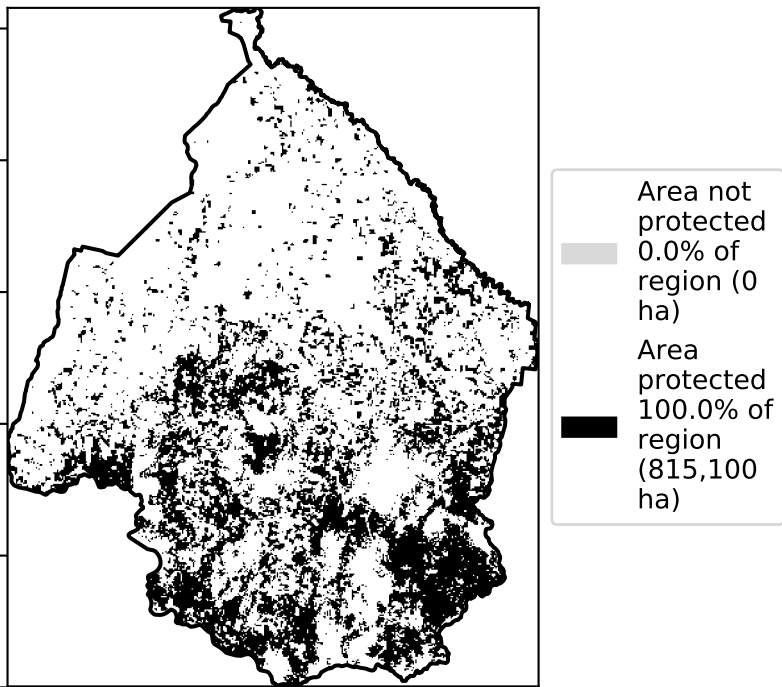 Area not
protected
0.0% of
region (0
ha)
Area
protected
100.0% of
region
(815,100
ha)